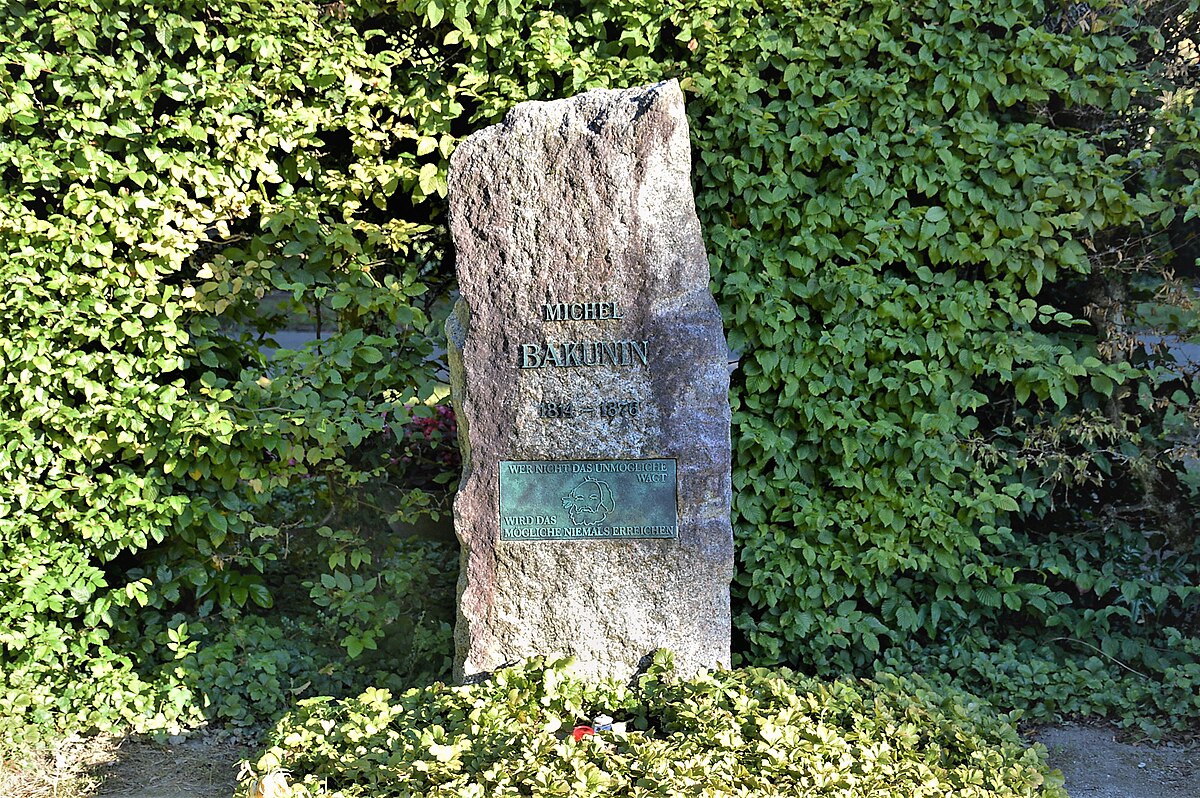 MICHEL
BAKUNIN
1814 – 1876
WER NICHT DAS UNMÖGLICHE
WAGT
WIRD DAS
MÖGLICHE NIEMALS ERREICHEN